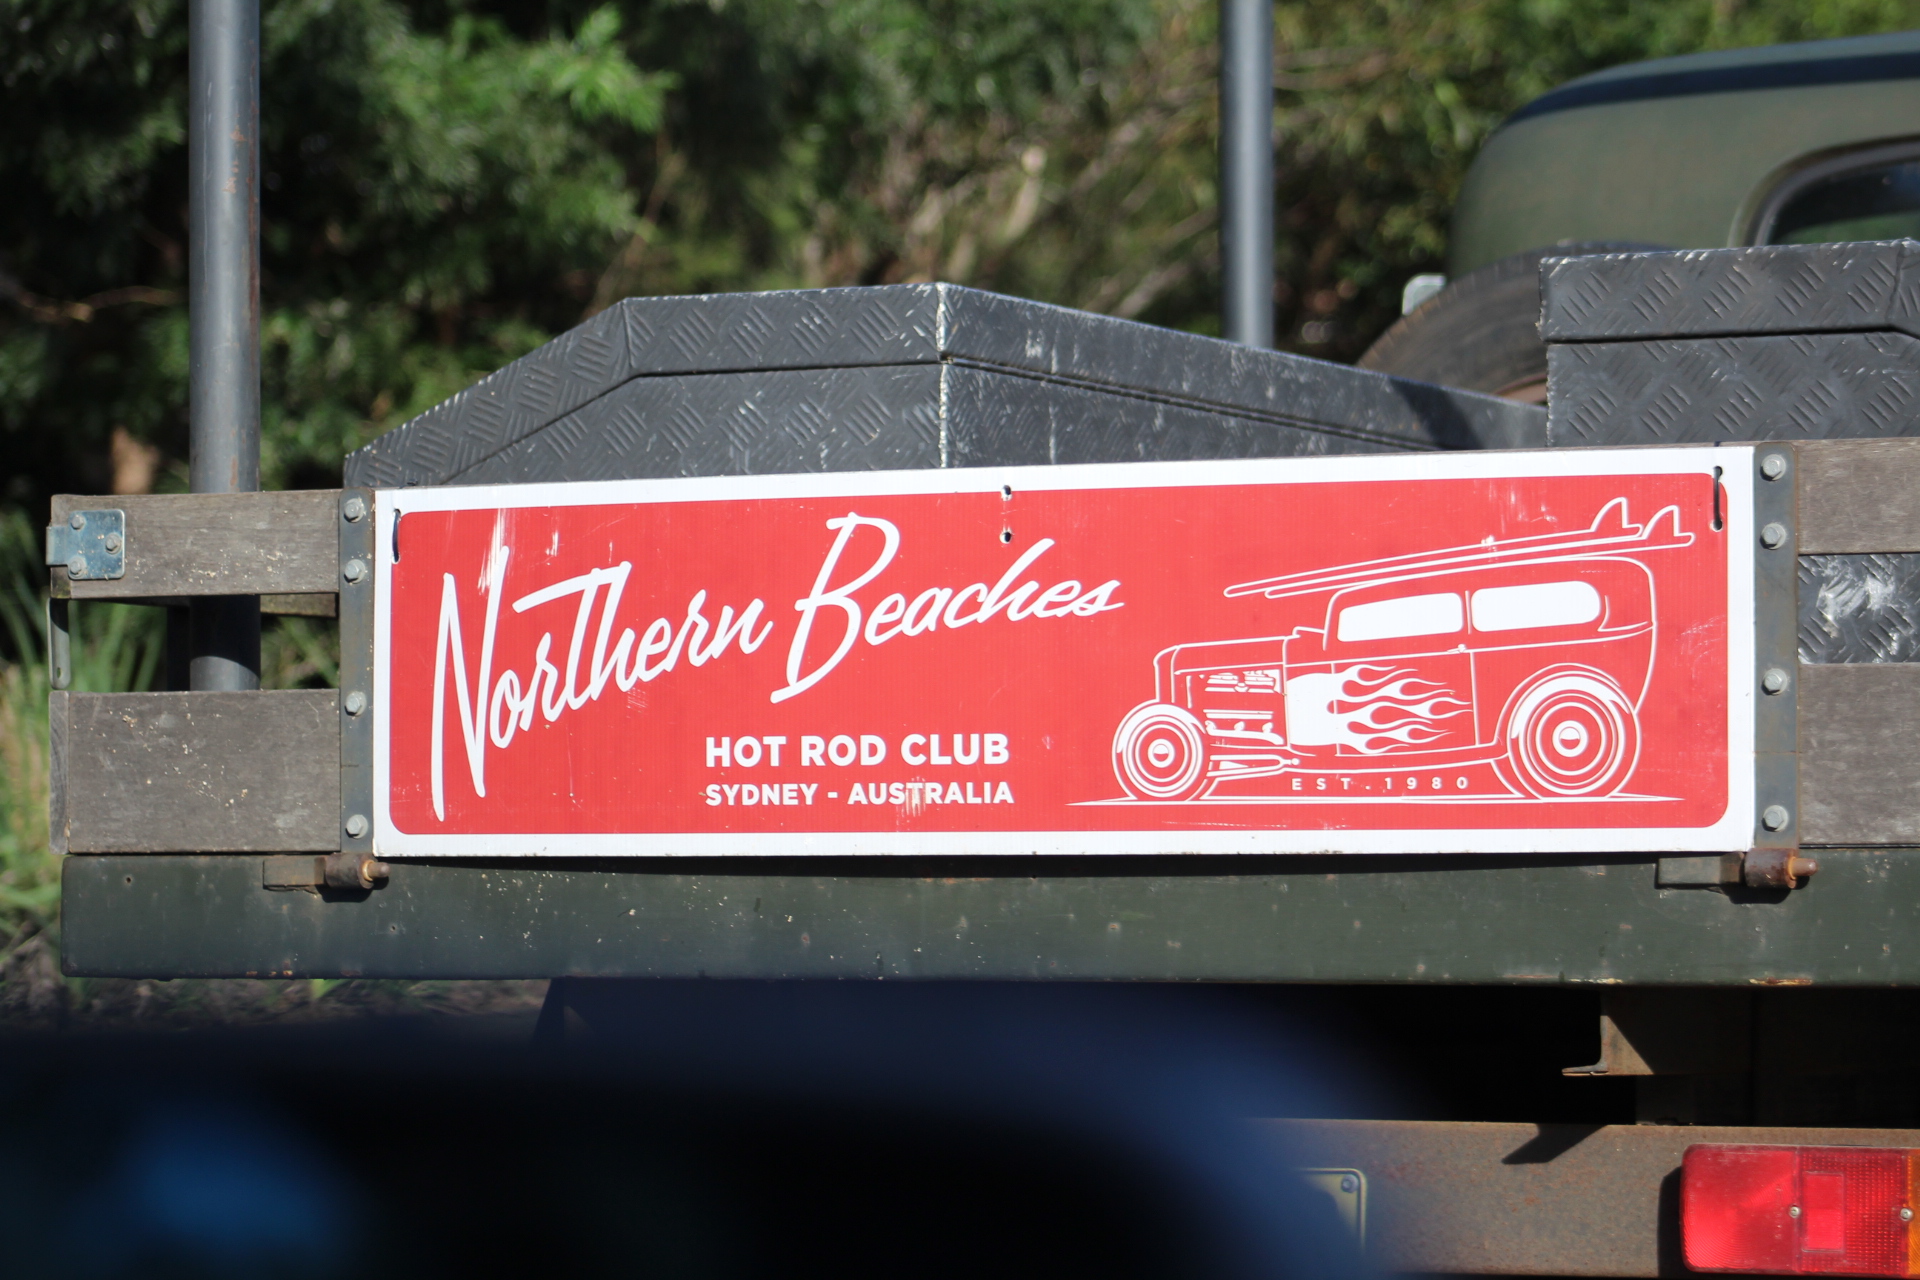 Northern Beaches
HOT ROD CLUB
SYDNEY - AUSTRALIA
EST. 1980